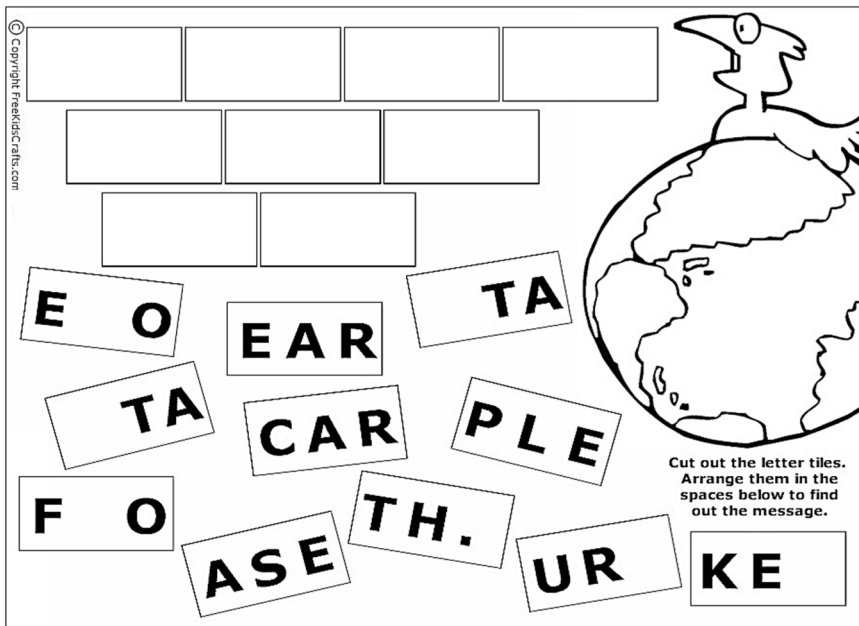 © Copyright FreeKidsCrafts.com
E O
EAR
TA
TA
CAR
PLE
Cut out the letter tiles.
Arrange them in the
spaces below to find
out the message.
F O
ASE
TH.
UR
KE